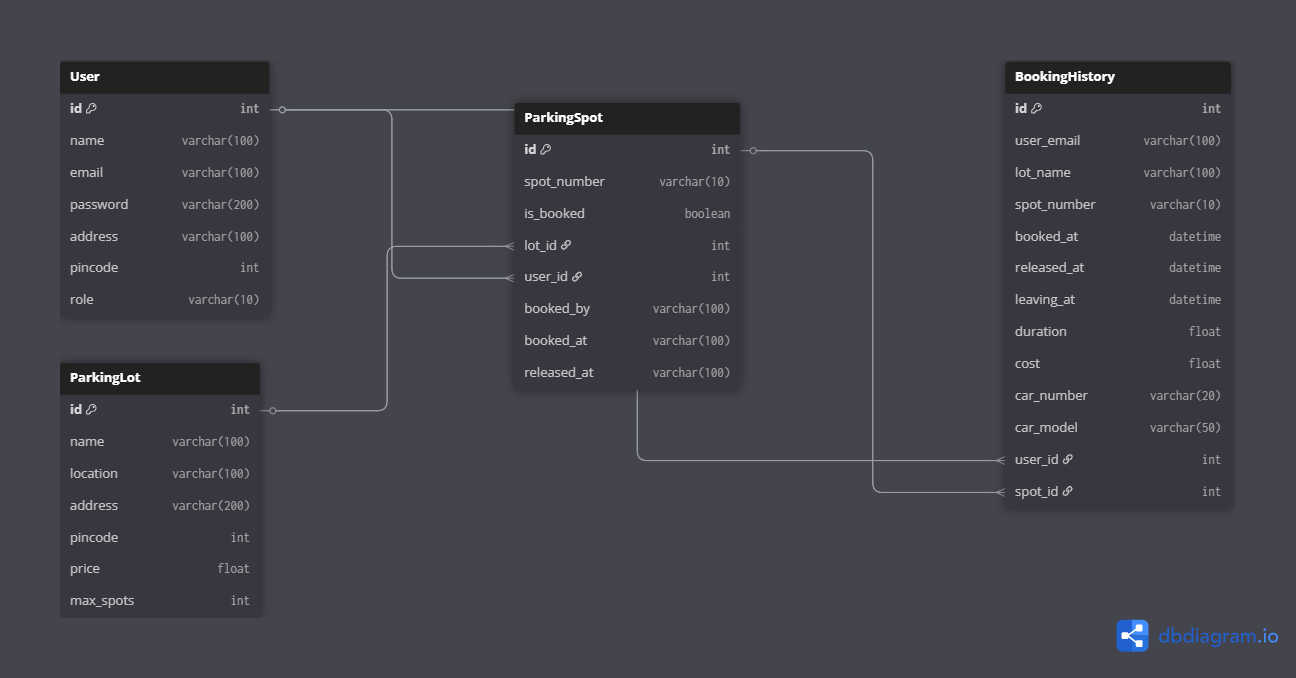 User
id int
name varchar(100)
email varchar(100)
password varchar(200)
address varchar(100)
pincode int
role varchar(10)
ParkingLot
id int
name varchar(100)
location varchar(100)
address varchar(200)
pincode int
price float
max_spots int
ParkingSpot
id int
spot_number varchar(10)
is_booked boolean
lot_id int
user_id int
booked_by varchar(100)
booked_at varchar(100)
released_at varchar(100)
BookingHistory
id int
user_email varchar(100)
lot_name varchar(100)
spot_number varchar(10)
booked_at datetime
released_at datetime
leaving_at datetime
duration float
cost float
car_number varchar(20)
car_model varchar(50)
user_id int
spot_id int
dbdiagram.io